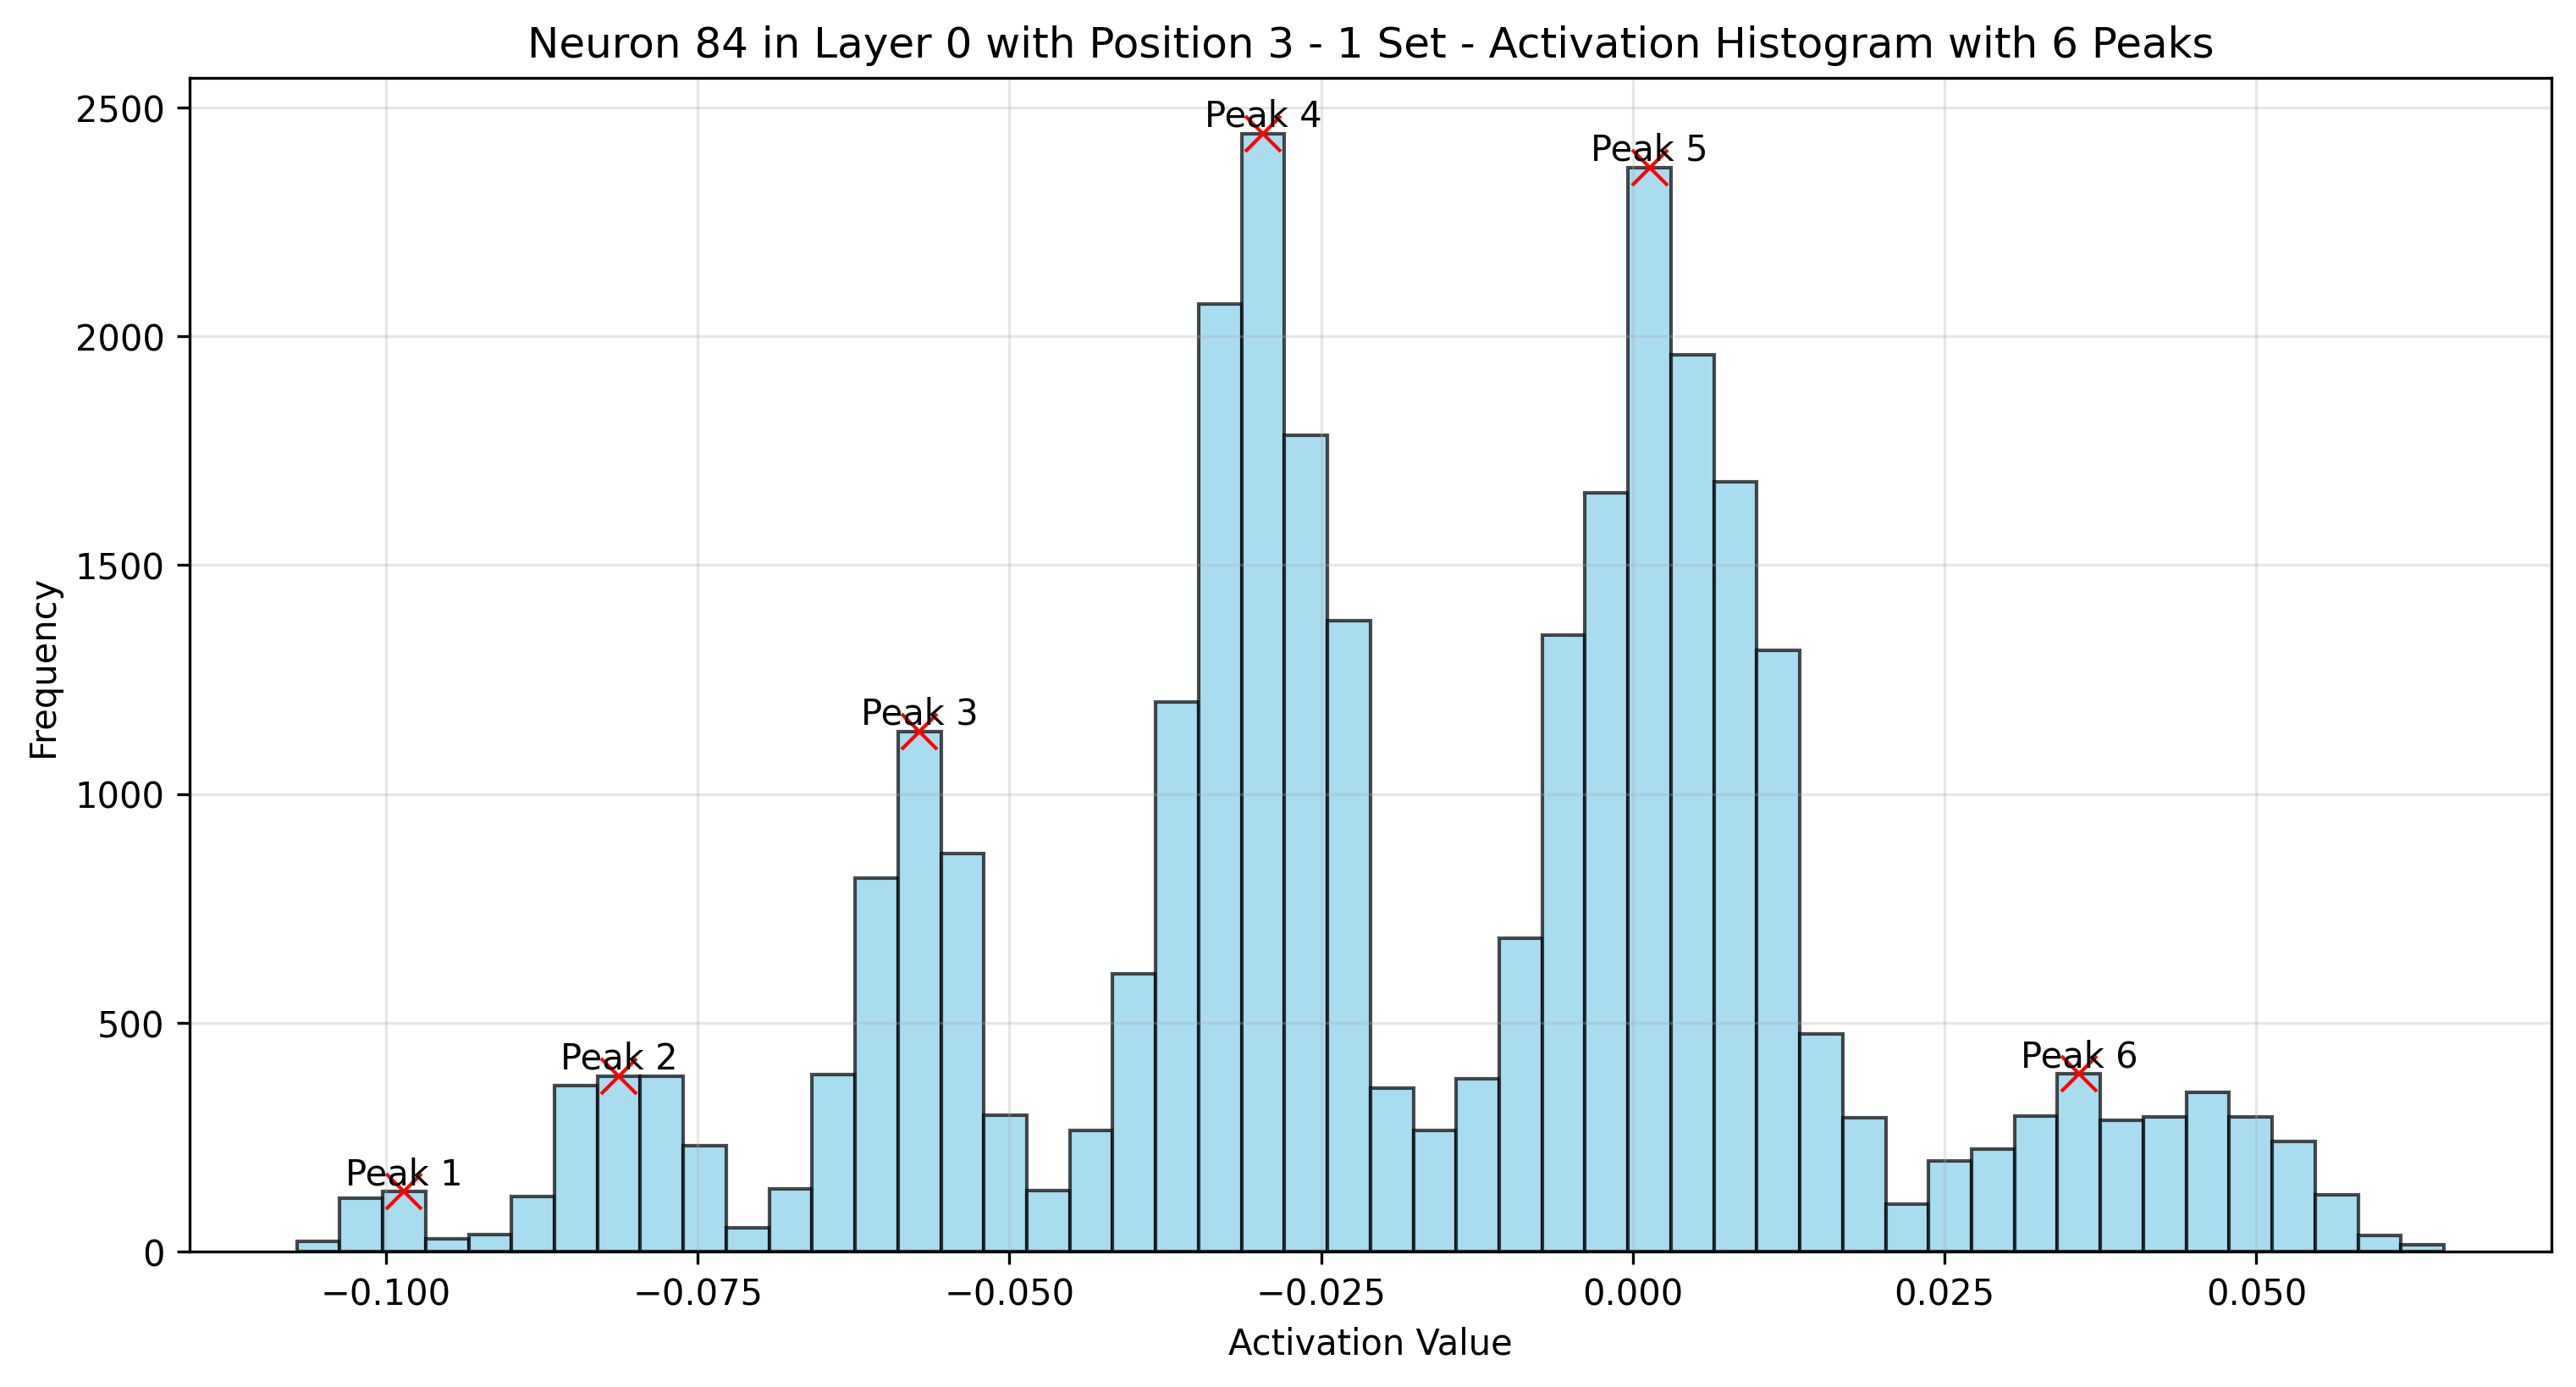 Neuron 84 in Layer 0 with Position 3 - 1 Set - Activation Histogram with 6 Peaks
2500
2000
1500
1000
500
0
Frequency
Peak 1
Peak 2
Peak 3
Peak 4
Peak 5
Peak 6
−0.100
−0.075
−0.050
−0.025
0.000
0.025
0.050
Activation Value